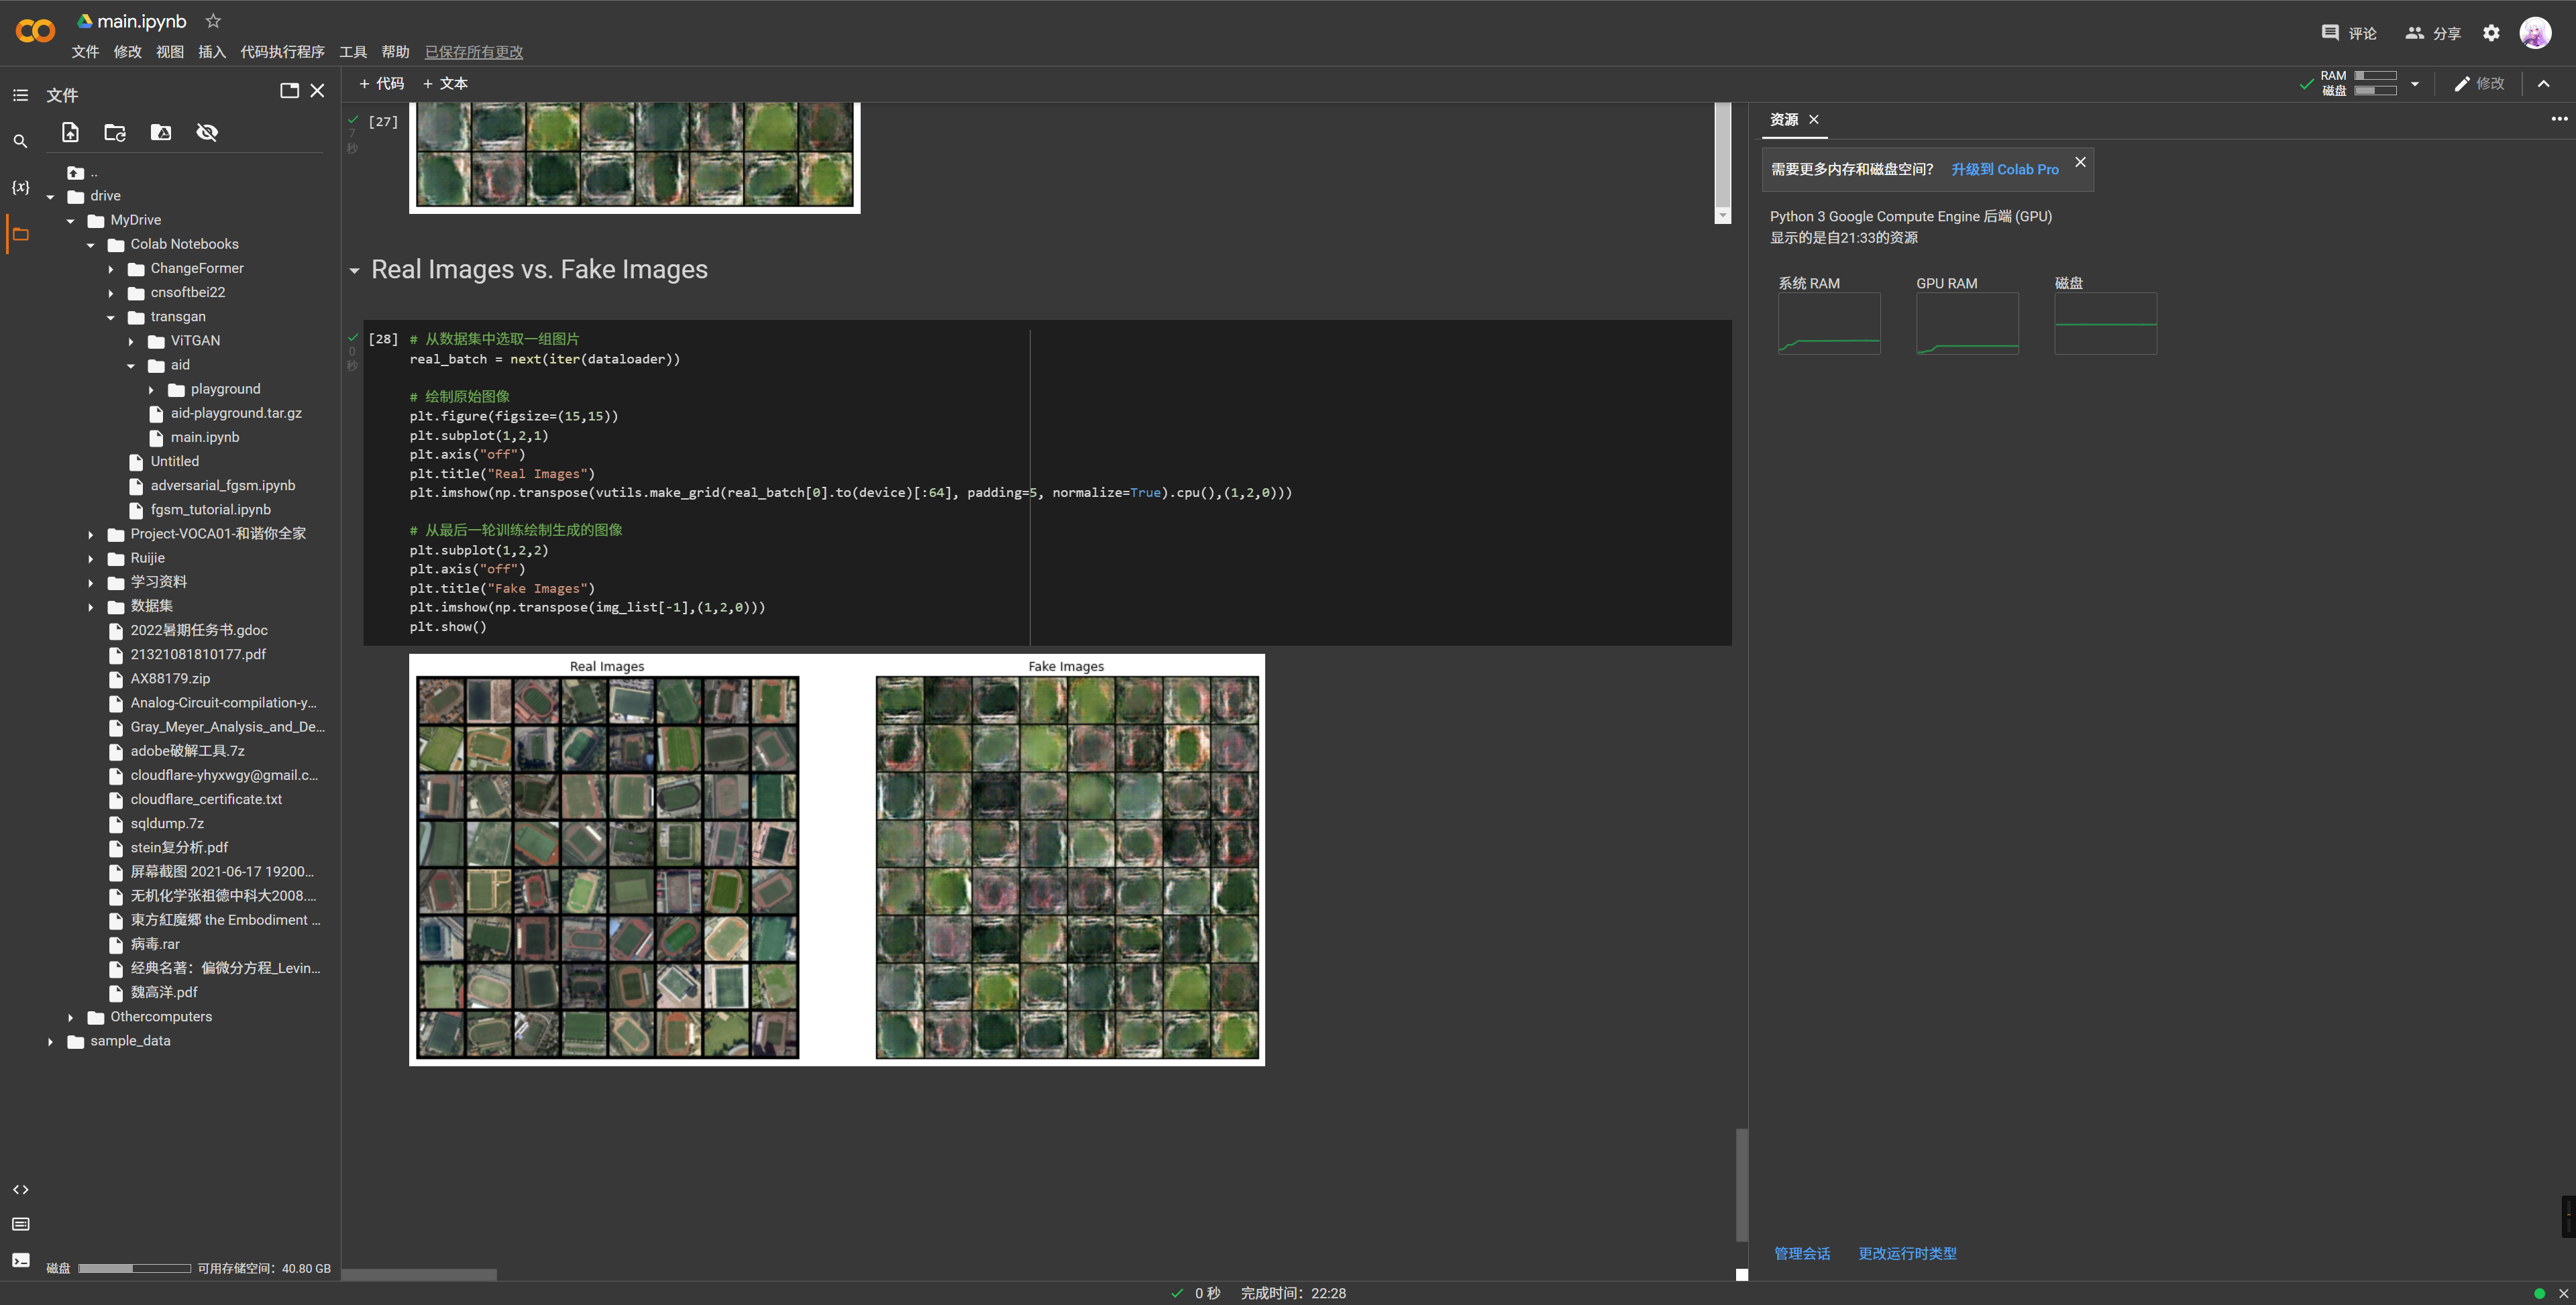 main.ipynb
文件 修改 视图 插入 代码执行程序 工具 帮助 已保存所有更改
评论 分享
文件
+ 代码 + 文本
RAM
磁盘
修改
..
drive
MyDrive
Colab Notebooks
ChangeFormer
cnsoftbei22
transgan
ViTGAN
aid
playground
aid-playground.tar.gz
main.ipynb
Untitled
adversarial_fgsm.ipynb
fgsm_tutorial.ipynb
Project-VOCA01-和谐你全家
Ruijie
学习资料
数据集
2022暑期任务书.gdoc
21321081810177.pdf
AX88179.zip
Analog-Circuit-compilation-y...
Gray_Meyer_Analysis_and_De...
adobe破解工具.7z
cloudflare-yhyxwgy@gmail.c...
cloudflare_certificate.txt
sqldump.7z
stein复分析.pdf
屏幕截图 2021-06-17 19200...
无机化学张祖德中科大2008....
東方紅魔郷 the Embodiment ...
病毒.rar
经典名著：偏微分方程_Levin...
魏高洋.pdf
Othercomputers
sample_data
磁盘 可用存储空间：40.80 GB
[27]
7
秒
Real Images vs. Fake Images
[28]
0
秒
# 从数据集中选取一组图片
real_batch = next(iter(dataloader))
# 绘制原始图像
plt.figure(figsize=(15,15))
plt.subplot(1,2,1)
plt.axis("off")
plt.title("Real Images")
plt.imshow(np.transpose(vutils.make_grid(real_batch[0].to(device)[:64], padding=5, normalize=True).cpu(),(1,2,0)))
# 从最后一轮训练绘制生成的图像
plt.subplot(1,2,2)
plt.axis("off")
plt.title("Fake Images")
plt.imshow(np.transpose(img_list[-1],(1,2,0)))
plt.show()
Real Images
Fake Images
资源
需要更多内存和磁盘空间？ 升级到 Colab Pro
Python 3 Google Compute Engine 后端 (GPU)
显示的是自21:33的资源
系统 RAM
GPU RAM
磁盘
管理会话 更改运行时类型
0 秒 完成时间：22:28